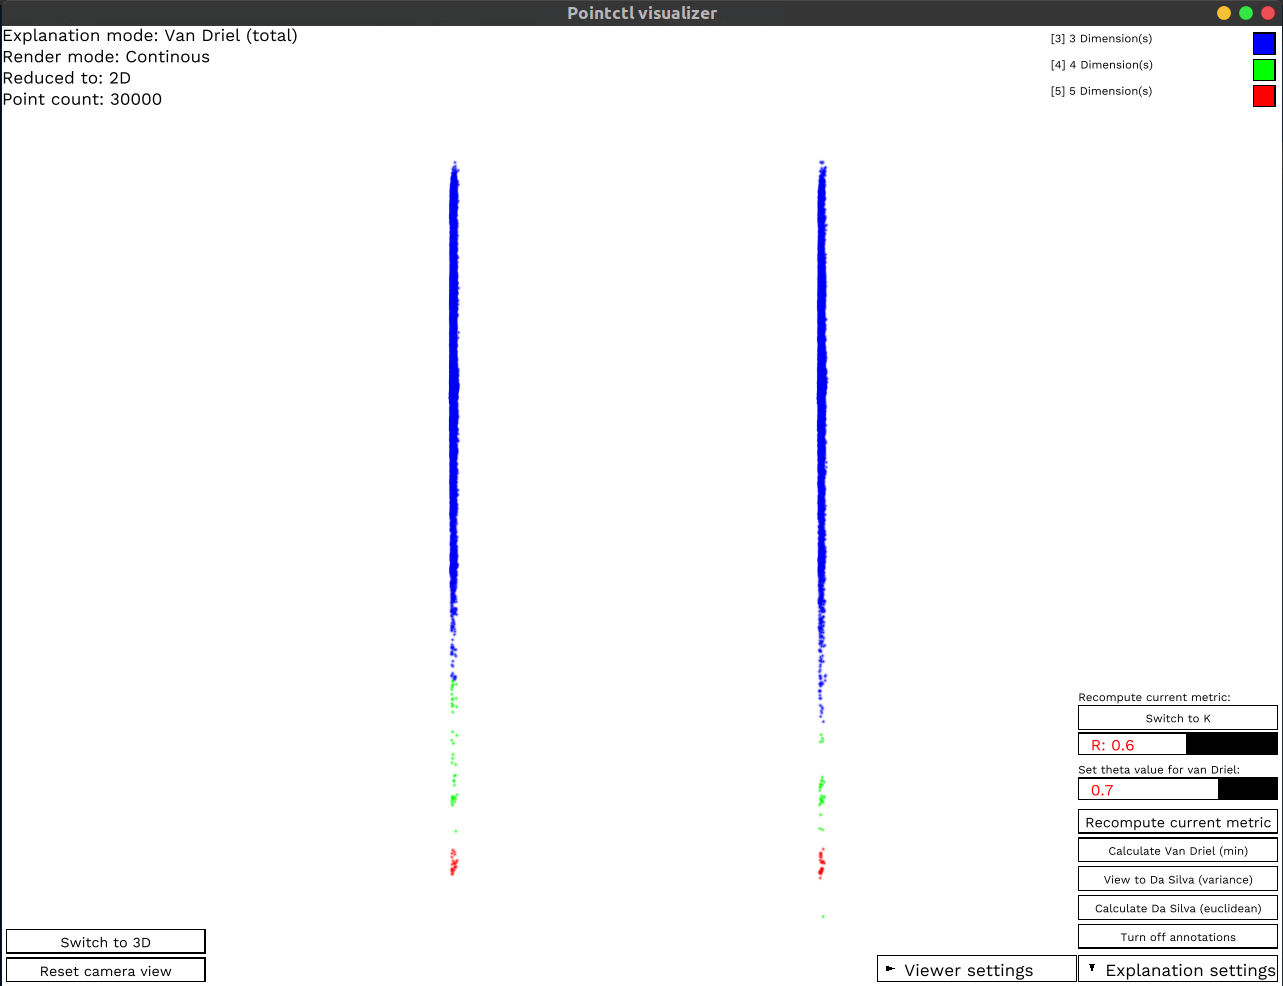 Pointctl visualizer
Explanation mode: Van Driel (total)
Render mode: Continous
Reduced to: 2D
Point count: 30000
[3] 3 Dimension(s)
[4] 4 Dimension(s)
[5] 5 Dimension(s)
Recompute current metric:
Switch to K
R: 0.6
Set theta value for van Driel:
0.7
Recompute current metric
Calculate Van Driel (min)
View to Da Silva (variance)
Calculate Da Silva (euclidean)
Turn off annotations
Switch to 3D
Reset camera view
Viewer settings
Explanation settings